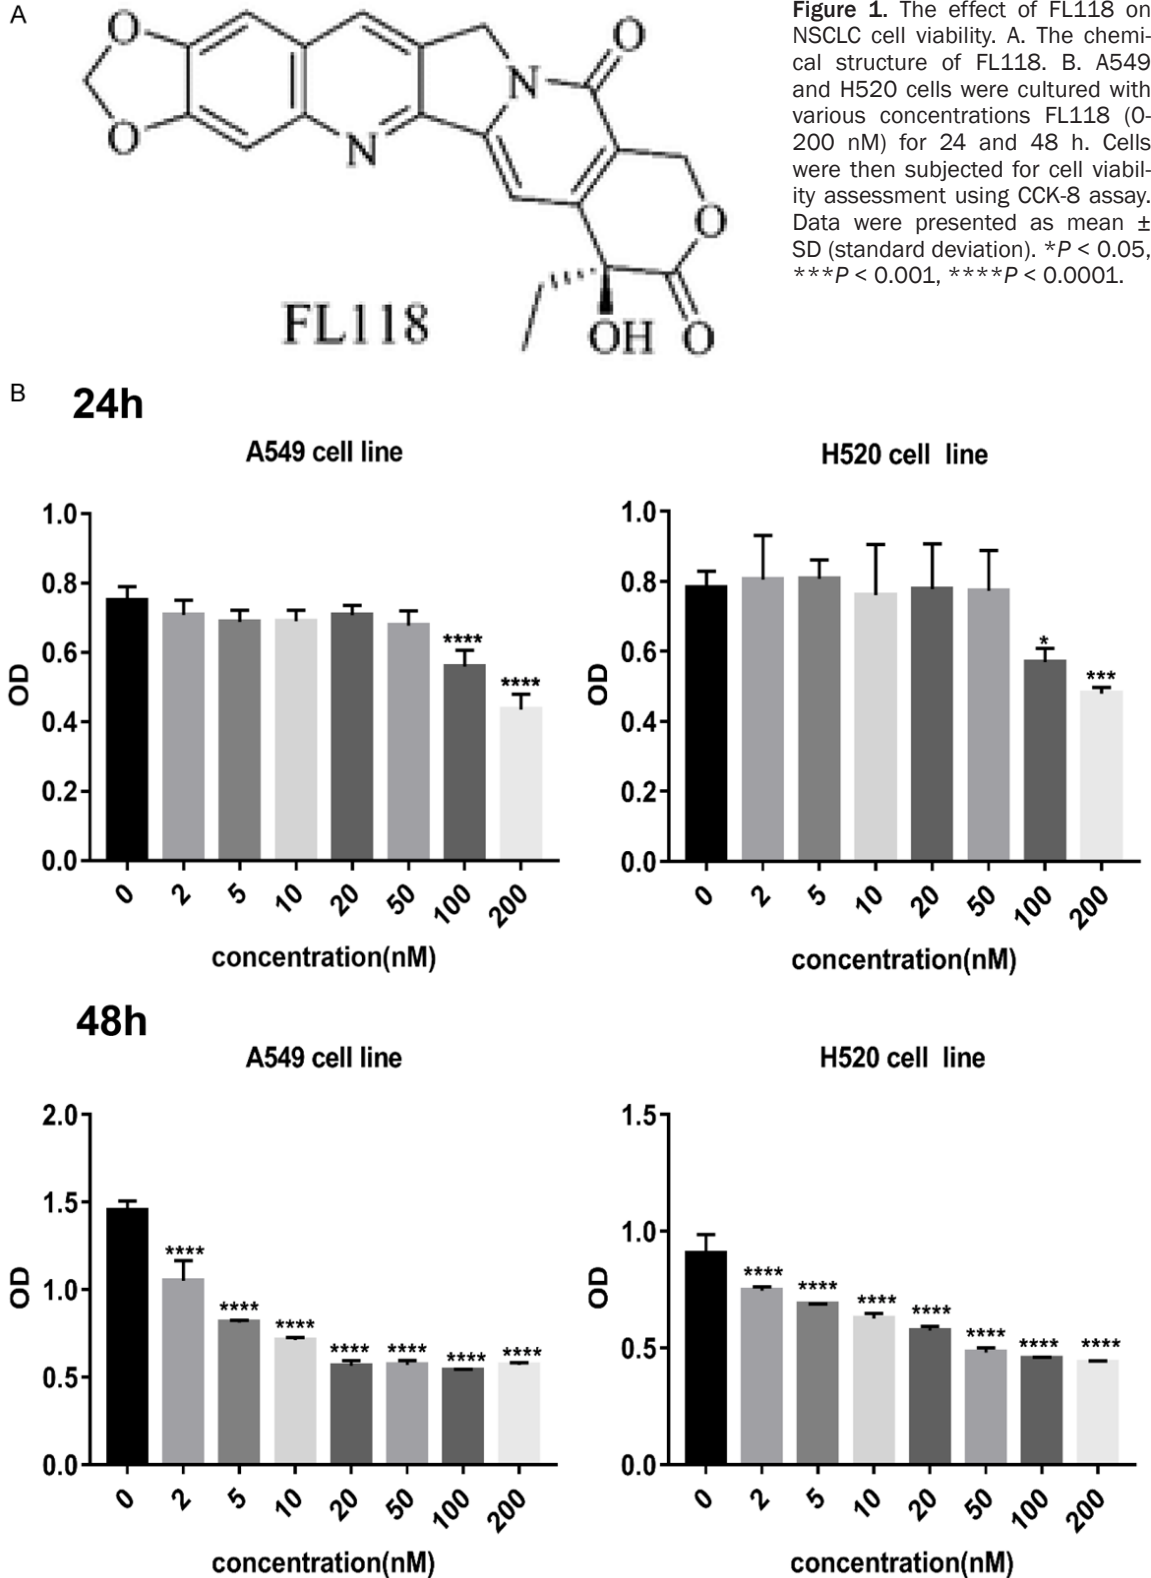 A
O
O
N
N
O
O
O
OH
FL118
Figure 1. The effect of FL118 on
NSCLC cell viability. A. The chemi-
cal structure of FL118. B. A549
and H520 cells were cultured with
various concentrations FL118 (0-
200 nM) for 24 and 48 h. Cells
were then subjected for cell viabil-
ity assessment using CCK-8 assay.
Data were presented as mean ±
SD (standard deviation). *P < 0.05,
***P < 0.001, ****P < 0.0001.
B
24h
A549 cell line
OD
1.0
0.8
0.6
0.4
0.2
0.0
****
****
0 2 5 10 20 50 100 200
concentration(nM)
H520 cell line
OD
1.0
0.8
0.6
0.4
0.2
0.0
*
***
0 2 5 10 20 50 100 200
concentration(nM)
48h
A549 cell line
OD
2.0
1.5
1.0
0.5
0.0
**** **** **** **** **** **** ****
0 2 5 10 20 50 100 200
concentration(nM)
H520 cell line
OD
1.5
1.0
0.5
0.0
**** **** **** **** **** **** ****
0 2 5 10 20 50 100 200
concentration(nM)